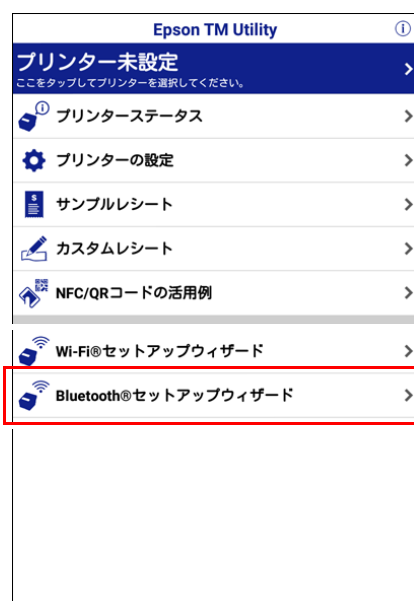 Epson TM Utility
プリンター未設定
ここをタップしてプリンターを選択してください。
プリンターステータス
プリンターの設定
サンプルレシート
カスタムレシート
NFC/QRコードの活用例
Wi-Fi®セットアップウィザード
Bluetooth®セットアップウィザード